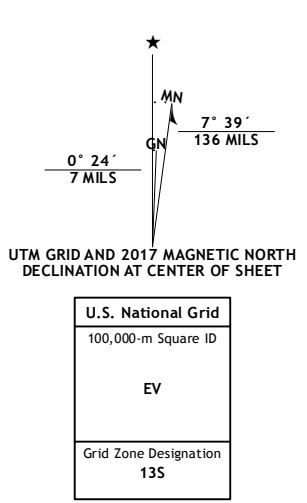 MN
7° 39´
136 MILS
GN
0° 24´
7 MILS
UTM GRID AND 2017 MAGNETIC NORTH
DECLINATION AT CENTER OF SHEET
U.S. National Grid
100,000-m Square ID
EV
Grid Zone Designation
13S